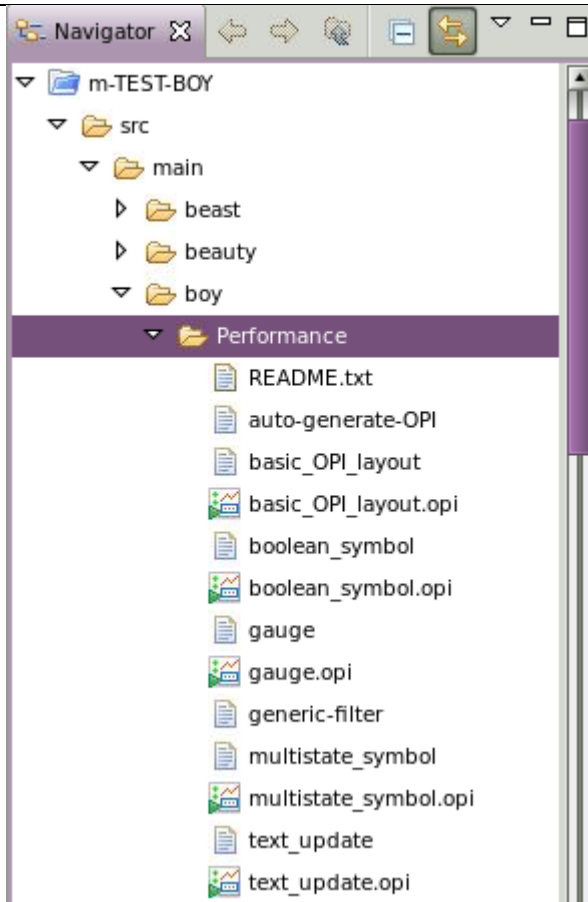 Navigator
m-TEST-BOY
src
main
beast
beauty
boy
Performance
README.txt
auto-generate-OPI
basic_OPI_layout
basic_OPI_layout.opi
boolean_symbol
boolean_symbol.opi
gauge
gauge.opi
generic-filter
multistate_symbol
multistate_symbol.opi
text_update
text_update.opi